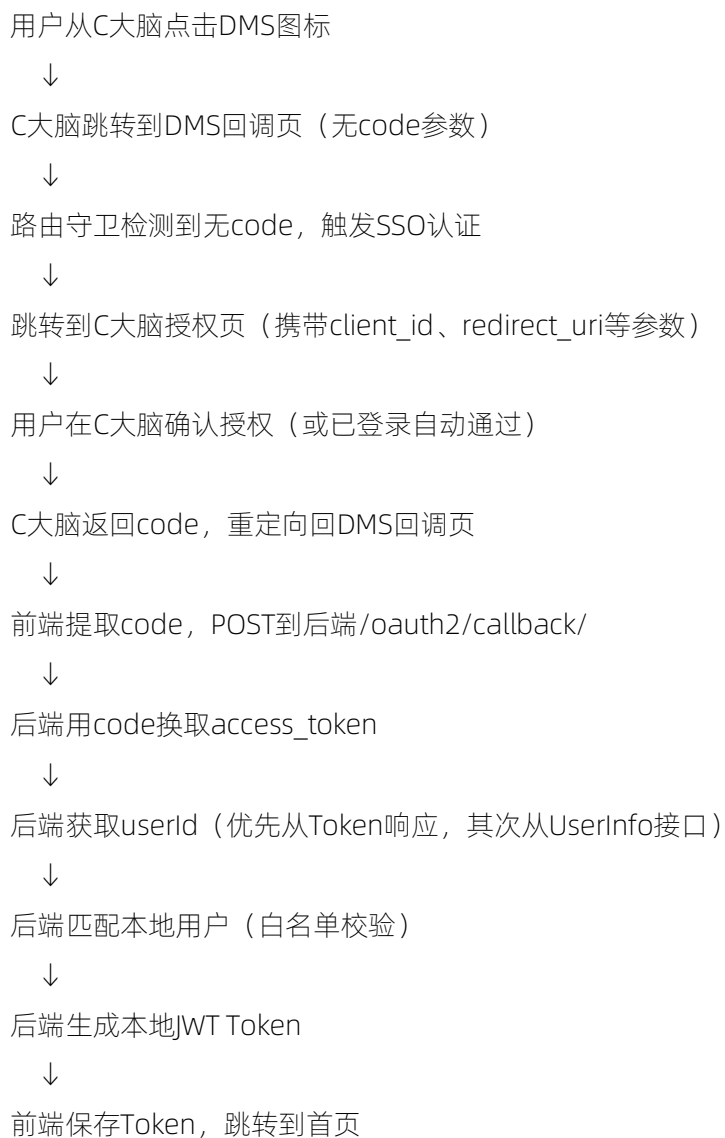 用户从C大脑点击DMS图标
↓
C大脑跳转到DMS回调页（无code参数）
↓
路由守卫检测到无code，触发SSO认证
↓
跳转到C大脑授权页（携带client_id、redirect_uri等参数）
↓
用户在C大脑确认授权（或已登录自动通过）
↓
C大脑返回code，重定向回DMS回调页
↓
前端提取code，POST到后端/oauth2/callback/
↓
后端用code换取access_token
↓
后端获取userId（优先从Token响应，其次从UserInfo接口）
↓
后端匹配本地用户（白名单校验）
↓
后端生成本地JWT Token
↓
前端保存Token，跳转到首页